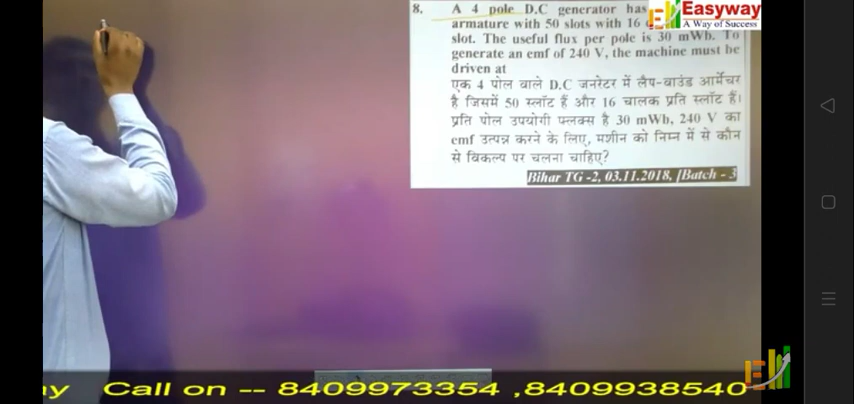 8. A 4 pole D.C generator has
armature with 50 slots with 16
slot. The useful flux per pole is 30 mWb. To
generate an emf of 240 V, the machine must be
driven at
एक 4 पोल वाले D.C जनरेटर में लैप-वाउंड आर्मेचर
है जिसमें 50 स्लॉट हैं और 16 चालक प्रति स्लॉट हैं।
प्रति पोल उपयोगी फ्लक्स है 30 mWb, 240 V का
emf उत्पन्न करने के लिए, मशीन को निम्न में से कौन
से विकल्प पर चलना चाहिए?
Bihar TG -2, 03.11.2018, [Batch - 3
Easyway
A Way of Success
Call on -- 8409973354 ,8409938540